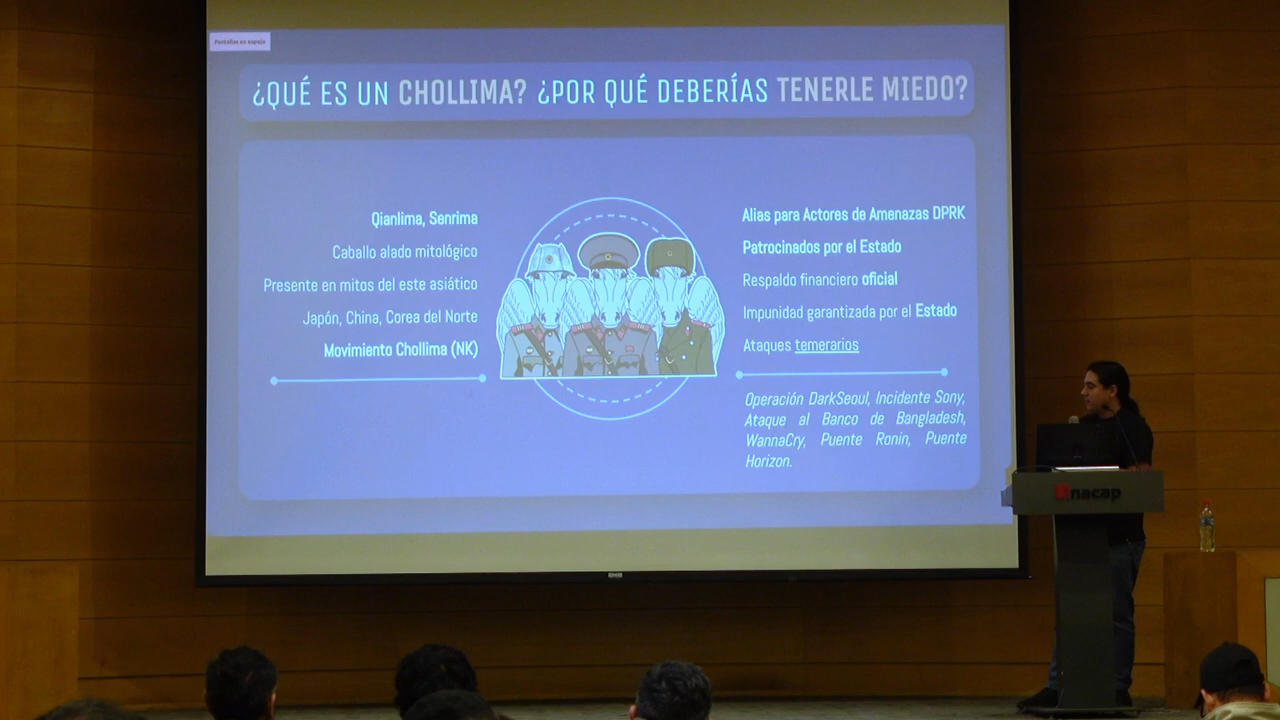 Pantallas en espejo
¿QUÉ ES UN CHOLLIMA? ¿POR QUÉ DEBERÍAS TENERLE MIEDO?
Qianlima, Senrima
Caballo alado mitológico
Presente en mitos del este asiático
Japón, China, Corea del Norte
Movimiento Chollima (NK)
Alias para Actores de Amenazas DPRK
Patrocinados por el Estado
Respaldo financiero oficial
Impunidad garantizada por el Estado
Ataques temerarios
Operación DarkSeoul, Incidente Sony,
Ataque al Banco de Bangladesh,
WannaCry, Puente Ronin, Puente
Horizon.
inacap